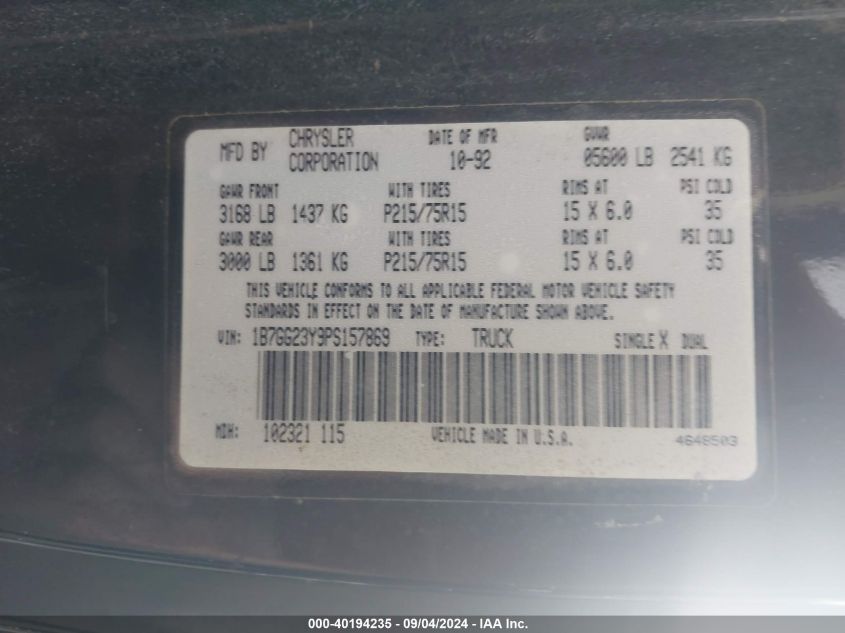 MFD BY CHRYSLER CORPORATION DATE OF MFR 10-92 GVWR 05600 LB 2541 KG
GAWR FRONT WITH TIRES RIMS AT PSI COLD
3168 LB 1437 KG P215/75R15 15 X 6.0 35
GAWR REAR WITH TIRES RIMS AT PSI COLD
3000 LB 1361 KG P215/75R15 15 X 6.0 35
THIS VEHICLE CONFORMS TO ALL APPLICABLE FEDERAL MOTOR VEHICLE SAFETY
STANDARDS IN EFFECT ON THE DATE OF MANUFACTURE SHOWN ABOVE.
VIN: 1B7GG23Y9PS157869 TYPE: TRUCK SINGLE X DUAL
MDH: 102321 115 VEHICLE MADE IN U.S.A. 4648503
000-40194235 - 09/04/2024 - IAA Inc.